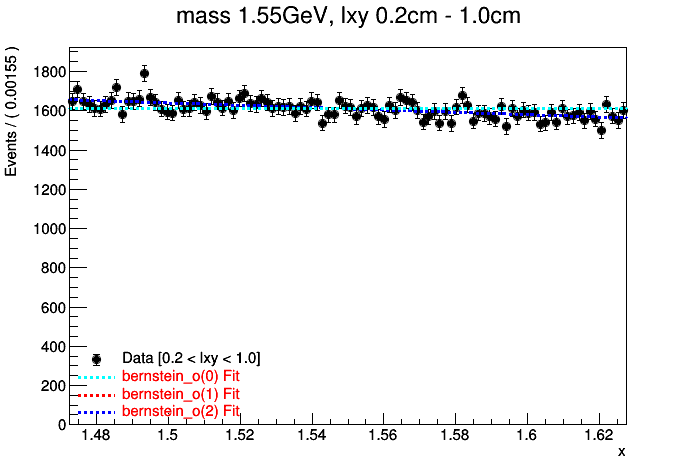 mass 1.55GeV, lxy 0.2cm - 1.0cm
Events / ( 0.00155 )
1800
1600
1400
1200
1000
800
600
400
200
0
Data [0.2 < lxy < 1.0]
bernstein_o(0) Fit
bernstein_o(1) Fit
bernstein_o(2) Fit
1.48 1.5 1.52 1.54 1.56 1.58 1.6 1.62
x